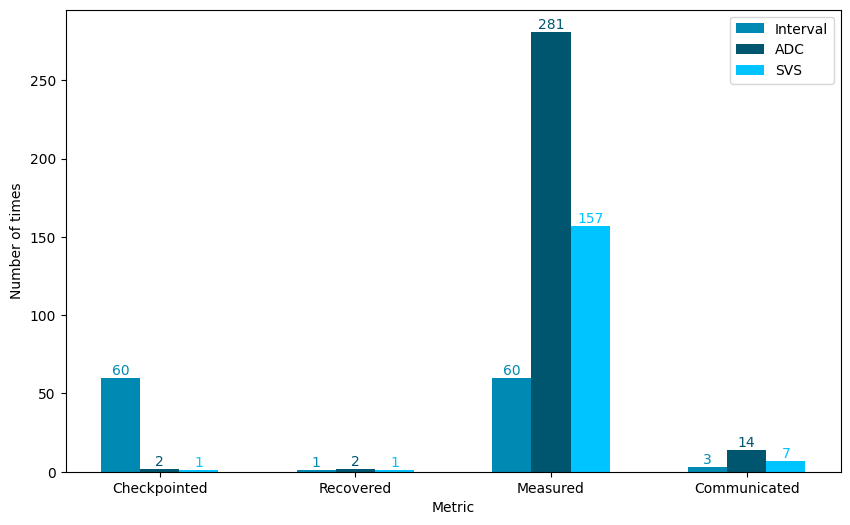 Interval
ADC
SVS
Number of times
250
200
150
100
50
0
60
2
1
1
2
1
60
281
157
3
14
7
Checkpointed
Recovered
Measured
Communicated
Metric